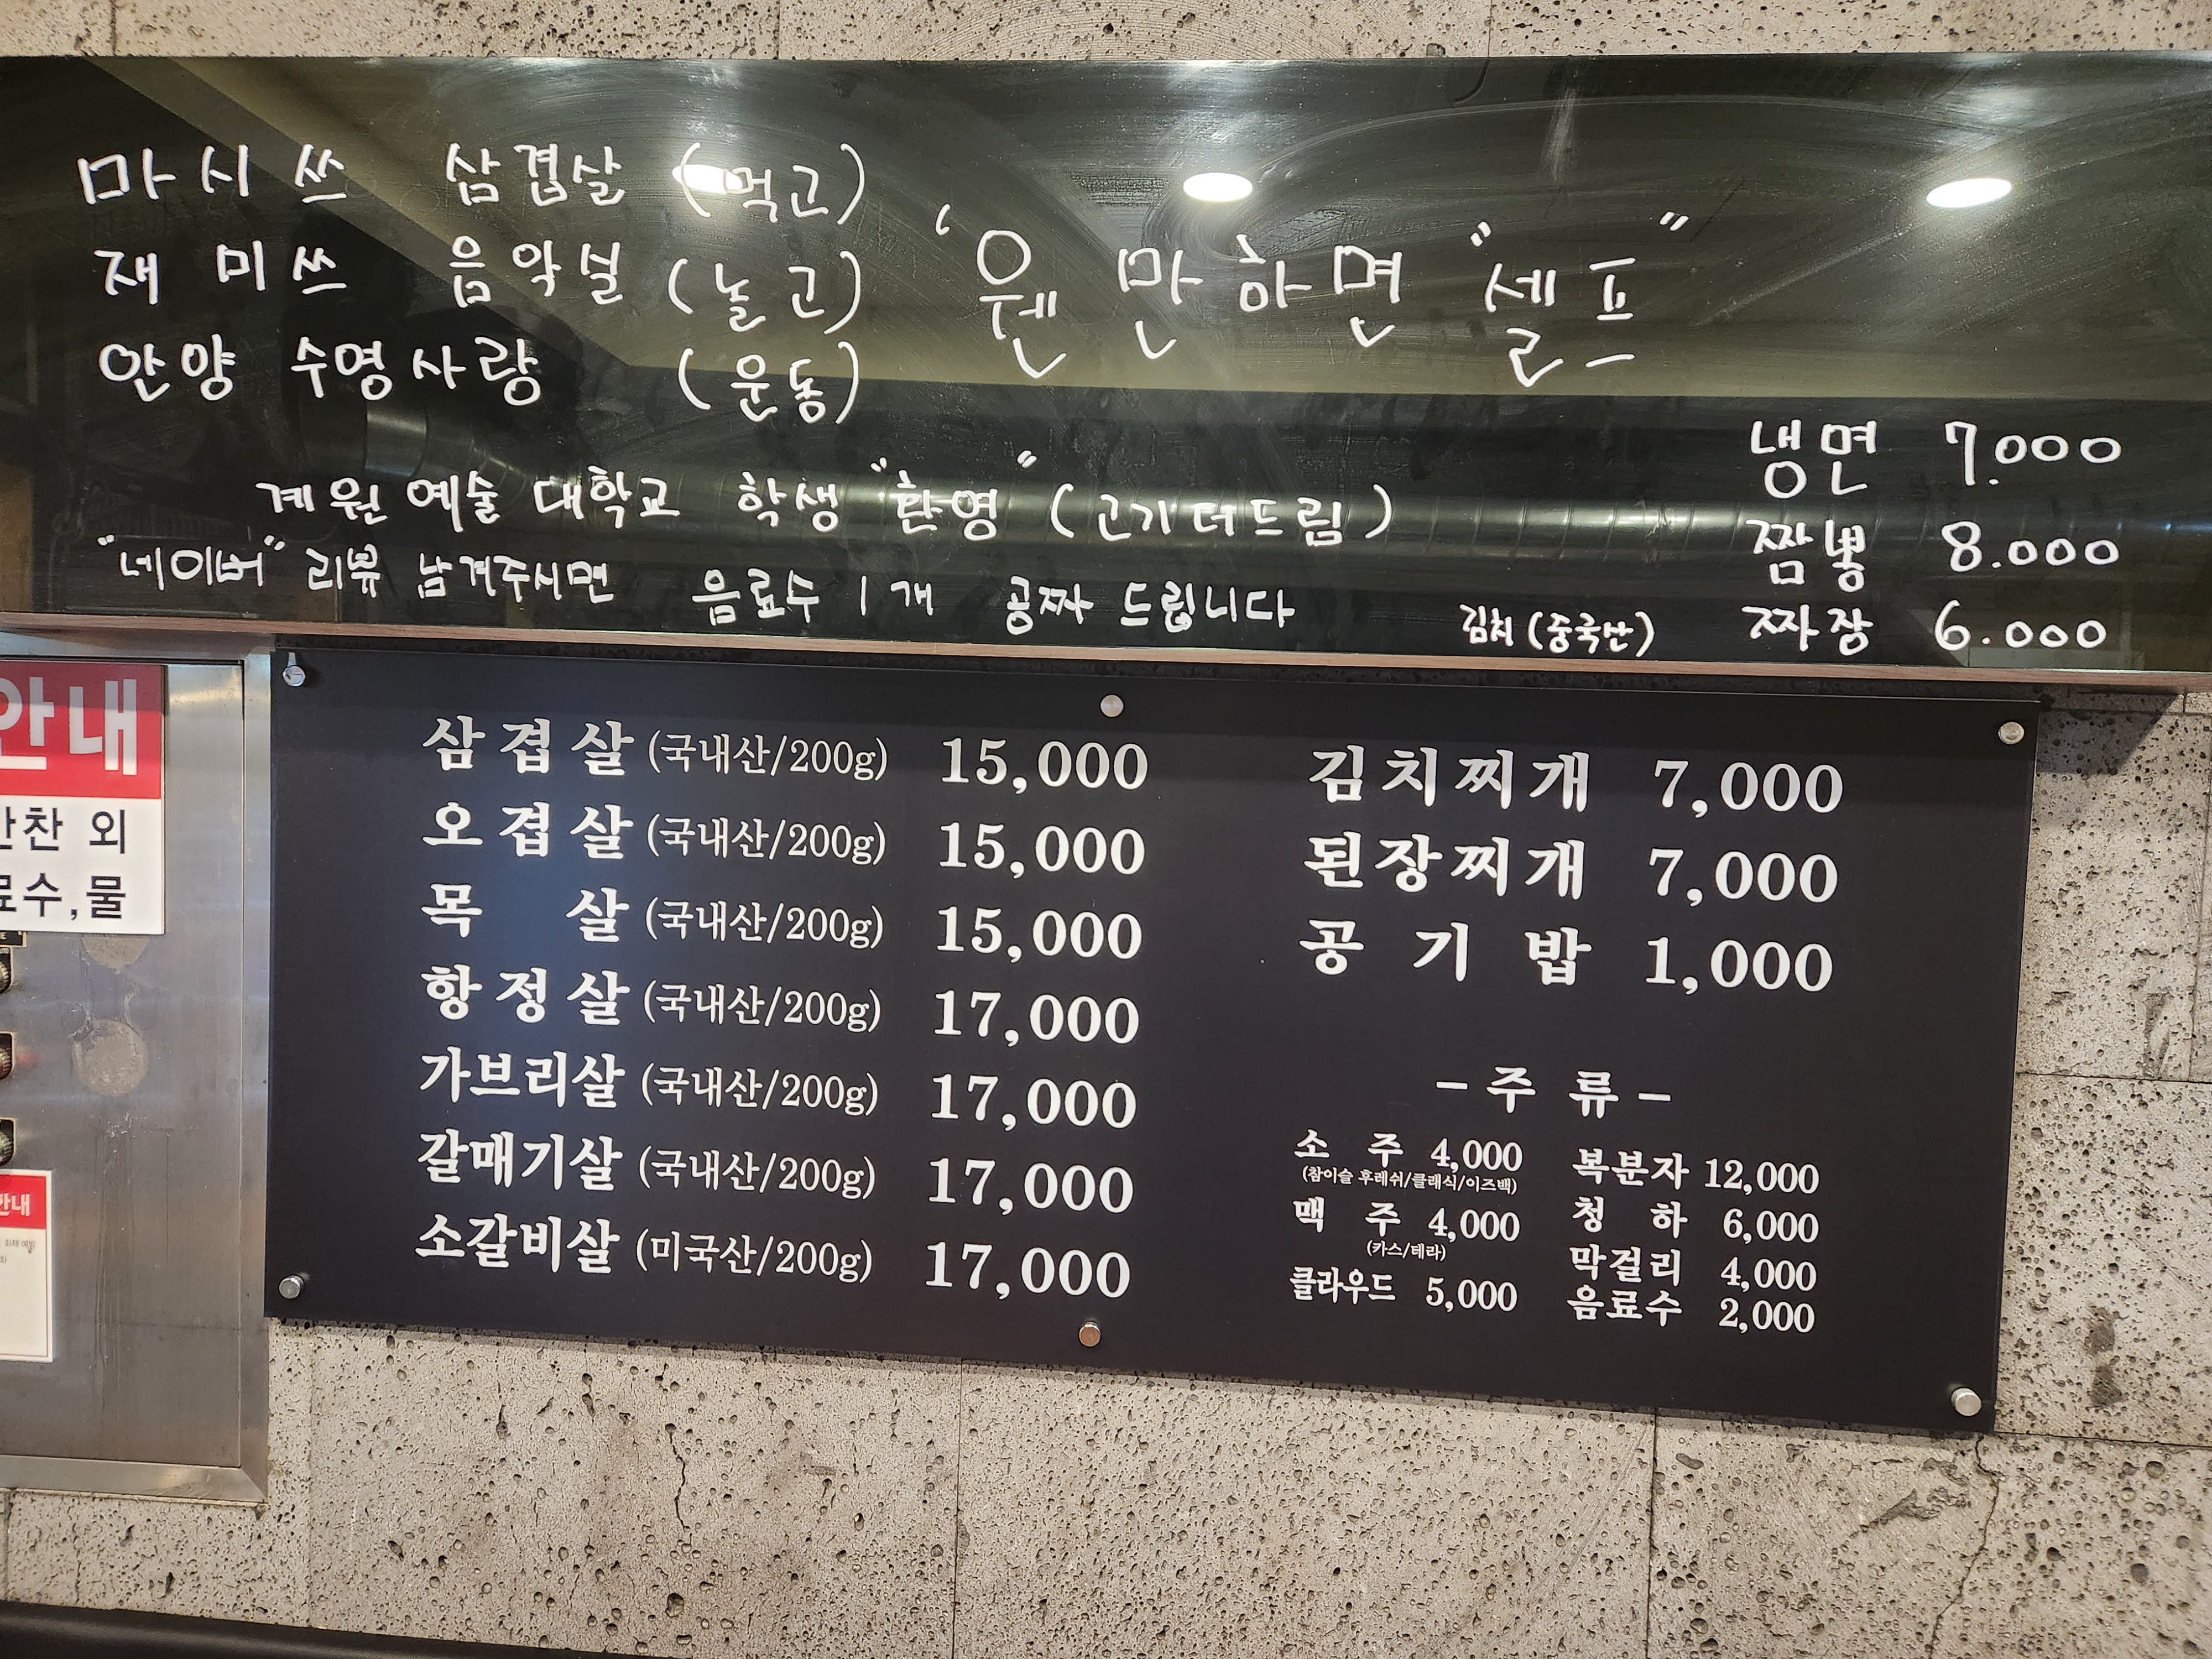 마시쓰 삼겹살 (먹고)
재미쓰 음악실 (놀고)
안양 수영사랑 (운동)
'웬만하면 "셀프"
계원예술대학교 학생 "환영" (고기더드림)
"네이버" 리뷰 남겨주시면 음료수 1개 공짜 드립니다
김치(중국산)
냉면 7.000
짬뽕 8.000
짜장 6.000
안내
반찬 외
료수,물
안내
삼겹살 (국내산/200g) 15,000
오겹살 (국내산/200g) 15,000
목살 (국내산/200g) 15,000
항정살 (국내산/200g) 17,000
가브리살 (국내산/200g) 17,000
갈매기살 (국내산/200g) 17,000
소갈비살 (미국산/200g) 17,000
김치찌개 7,000
된장찌개 7,000
공기밥 1,000
- 주류 -
소주 4,000
(참이슬 후레쉬/클래식/이즈백)
맥주 4,000
(카스/테라)
클라우드 5,000
복분자 12,000
청하 6,000
막걸리 4,000
음료수 2,000